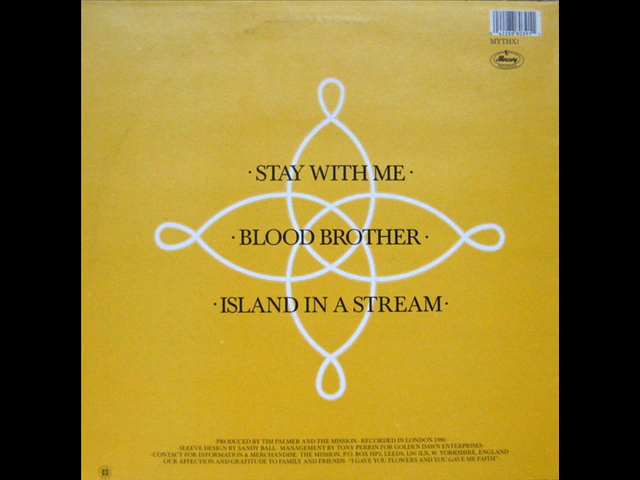 MYTHX2
Mercury
· STAY WITH ME ·
· BLOOD BROTHER ·
· ISLAND IN A STREAM ·
· PRODUCED BY TIM PALMER AND THE MISSION · RECORDED IN LONDON 1986 ·
· SLEEVE DESIGN BY SANDY BALL · MANAGEMENT BY TONY PERRIN FOR GOLDEN DAWN ENTERPRISES ·
· CONTACT FOR INFORMATION & MERCHANDISE: THE MISSION, P.O. BOX HP2, LEEDS, LS6 1LN, W. YORKSHIRE, ENGLAND
OUR AFFECTION AND GRATITUDE TO FAMILY AND FRIENDS · "I GAVE YOU FLOWERS AND YOU GAVE ME FAITH"